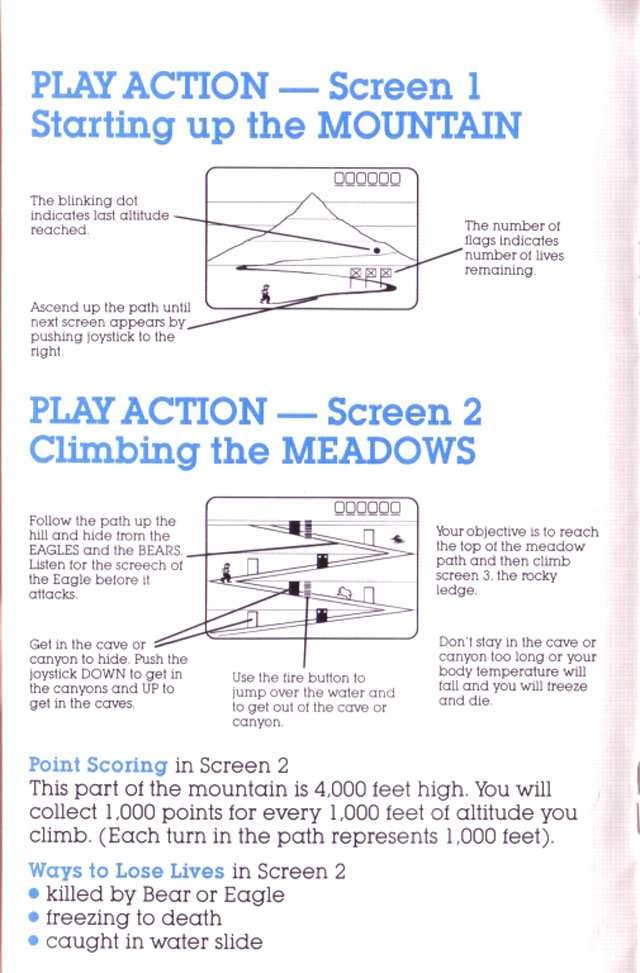 PLAY ACTION — Screen 1
Starting up the MOUNTAIN
The blinking dot
indicates last altitude
reached.
The number of
flags indicates
number of lives
remaining.
Ascend up the path until
next screen appears by
pushing joystick to the
right.
PLAY ACTION — Screen 2
Climbing the MEADOWS
Follow the path up the
hill and hide from the
EAGLES and the BEARS.
Listen for the screech of
the Eagle before it
attacks.
Your objective is to reach
the top of the meadow
path and then climb
screen 3, the rocky
ledge.
Get in the cave or
canyon to hide. Push the
joystick DOWN to get in
the canyons and UP to
get in the caves.
Use the fire button to
jump over the water and
to get out of the cave or
canyon.
Don't stay in the cave or
canyon too long or your
body temperature will
fall and you will freeze
and die.
Point Scoring in Screen 2
This part of the mountain is 4,000 feet high. You will
collect 1,000 points for every 1,000 feet of altitude you
climb. (Each turn in the path represents 1,000 feet).
Ways to Lose Lives in Screen 2
• killed by Bear or Eagle
• freezing to death
• caught in water slide